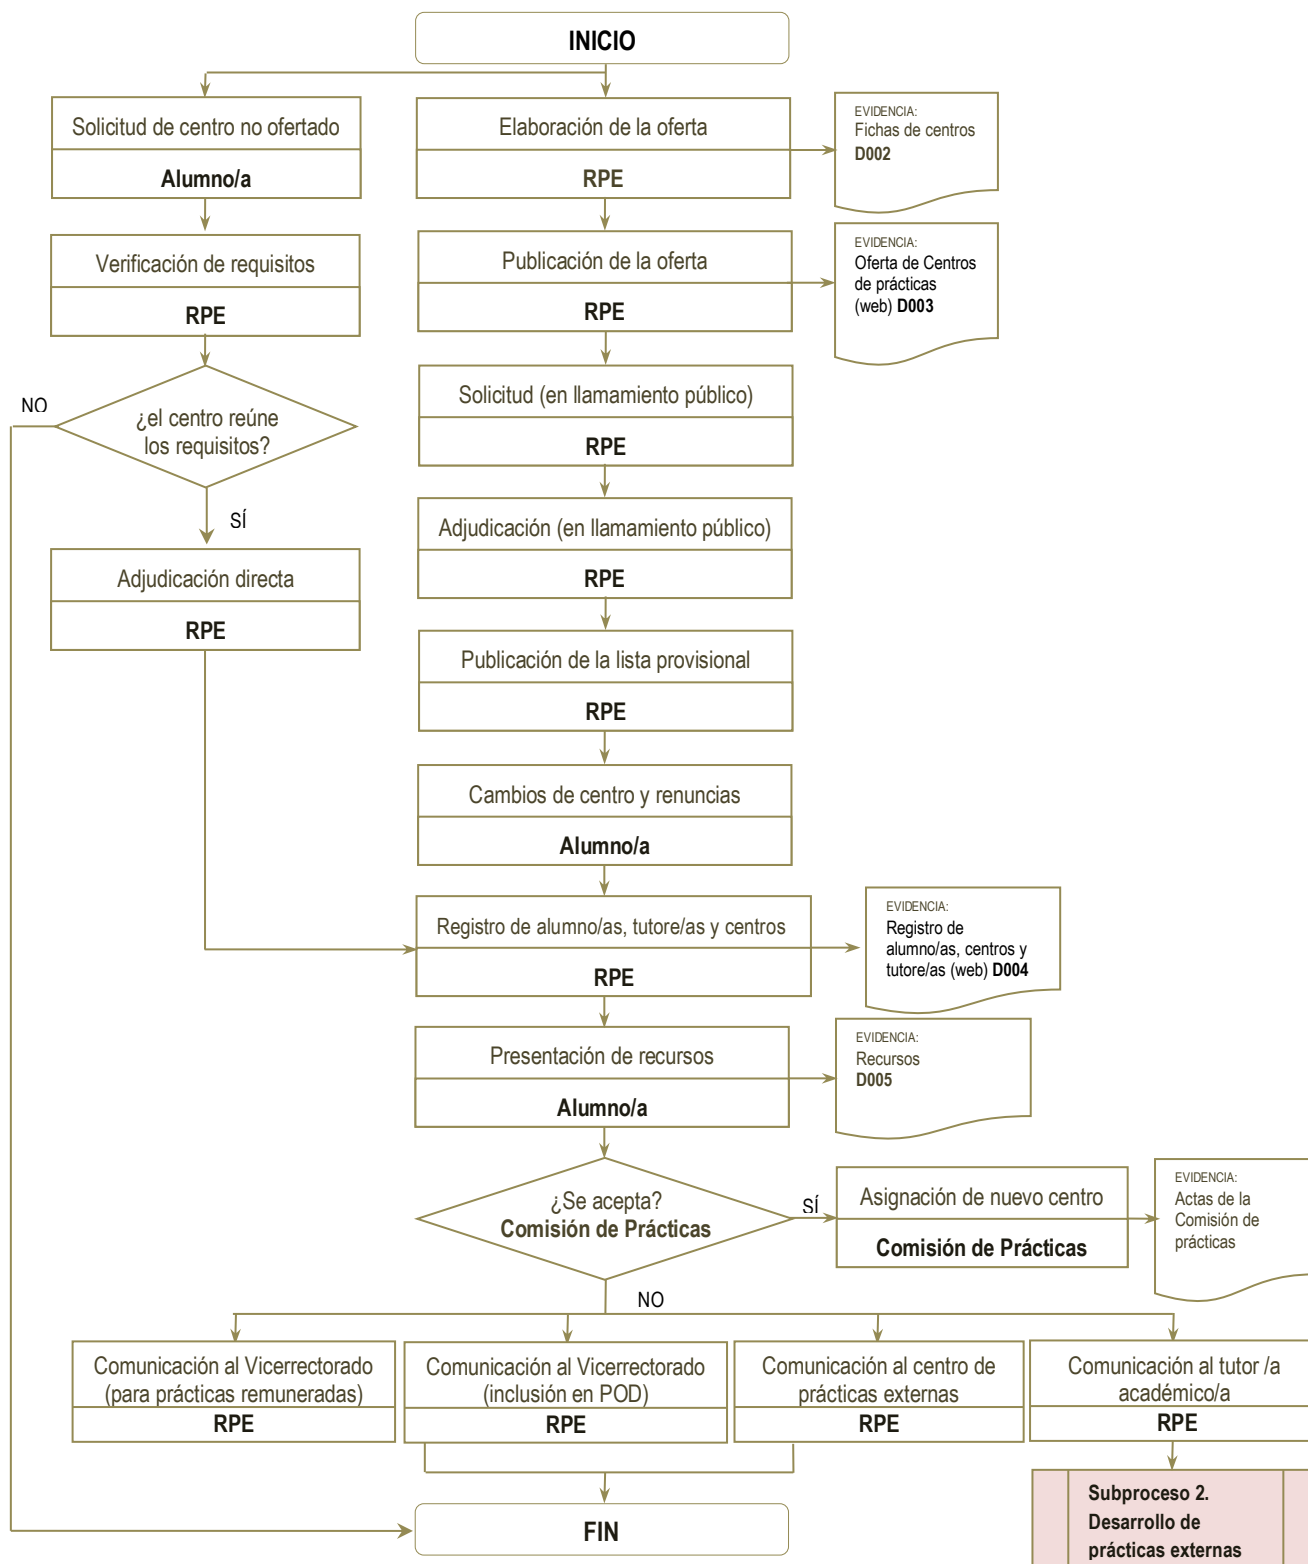 INICIO
Solicitud de centro no ofertado
Alumno/a
Elaboración de la oferta
RPE
EVIDENCIA:
Fichas de centros
D002
Verificación de requisitos
RPE
Publicación de la oferta
RPE
EVIDENCIA:
Oferta de Centros
de prácticas
(web) D003
NO
¿el centro reúne
los requisitos?
SÍ
Solicitud (en llamamiento público)
RPE
Adjudicación (en llamamiento público)
RPE
Adjudicación directa
RPE
Publicación de la lista provisional
RPE
Cambios de centro y renuncias
Alumno/a
Registro de alumno/as, tutore/as y centros
RPE
EVIDENCIA:
Registro de
alumno/as, centros y
tutore/as (web) D004
Presentación de recursos
Alumno/a
EVIDENCIA:
Recursos
D005
¿Se acepta?
Comisión de Prácticas
SÍ
Asignación de nuevo centro
Comisión de Prácticas
EVIDENCIA:
Actas de la
Comisión de
prácticas
NO
Comunicación al Vicerrectorado
(para prácticas remuneradas)
RPE
Comunicación al Vicerrectorado
(inclusión en POD)
RPE
Comunicación al centro de
prácticas externas
RPE
Comunicación al tutor /a
académico/a
RPE
Subproceso 2.
Desarrollo de
prácticas externas
FIN